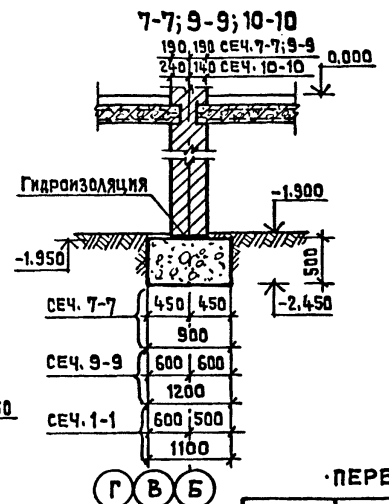 7-7; 9-9; 10-10
190 190 СЕЧ. 7-7; 9-9
240 140 СЕЧ. 10-10
0,000
Гидроизоляция
-1.900
-1.950
500
-2.450
СЕЧ. 7-7
450 450
900
СЕЧ. 9-9
600 600
1200
СЕЧ. 1-1
600 500
1100
Г В Б